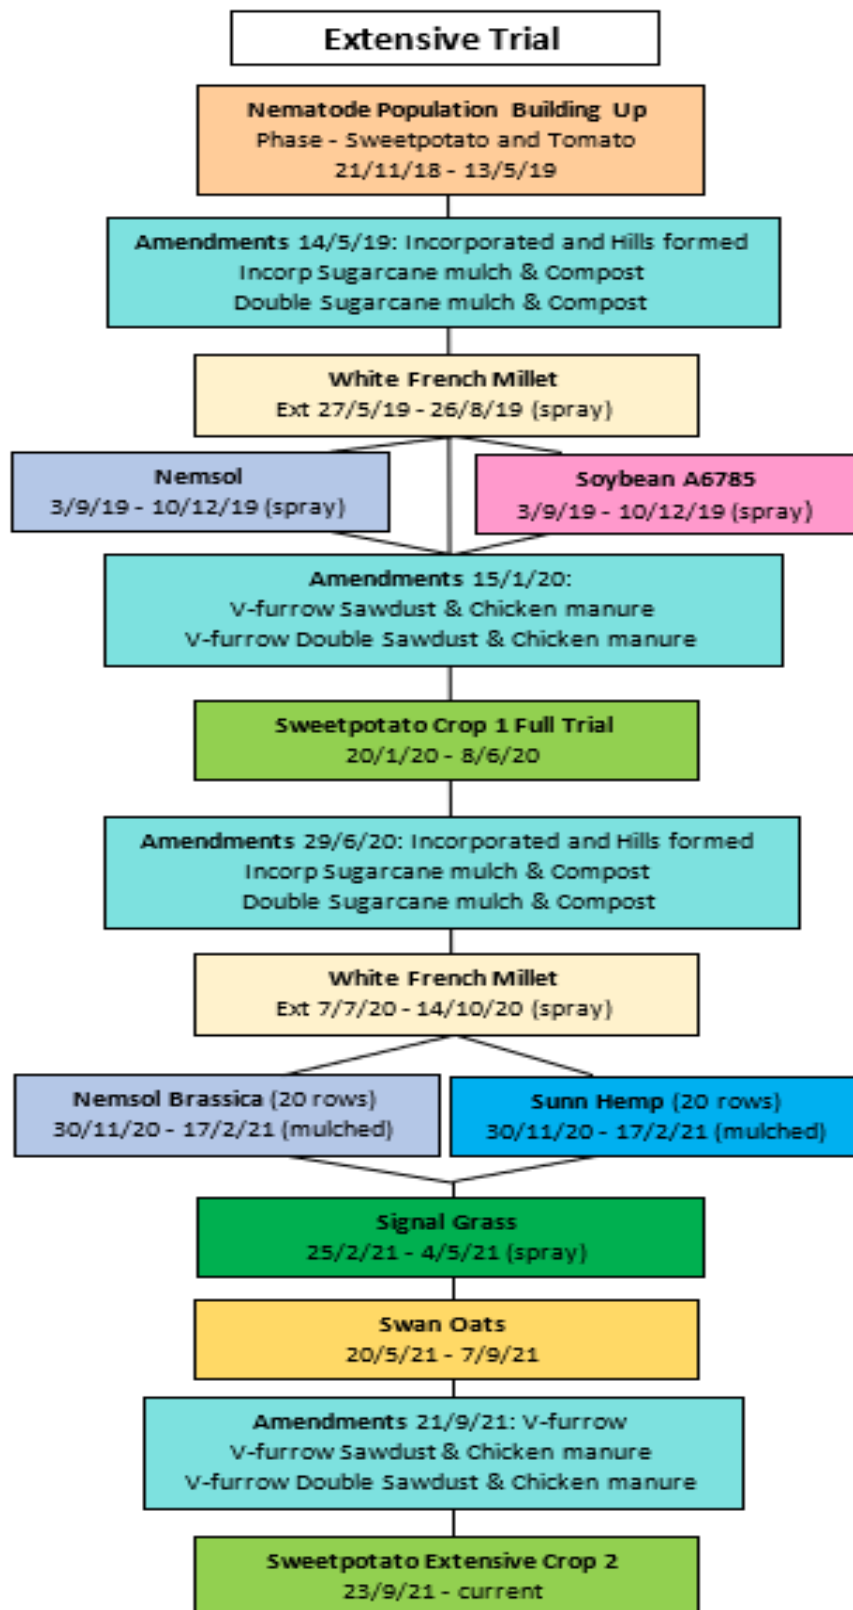 Extensive Trial
Nematode Population Building Up
Phase - Sweetpotato and Tomato
21/11/18 - 13/5/19
Amendments 14/5/19: Incorporated and Hills formed
Incorp Sugarcane mulch & Compost
Double Sugarcane mulch & Compost
White French Millet
Ext 27/5/19 - 26/8/19 (spray)
Nemsol
3/9/19 - 10/12/19 (spray)
Soybean A6785
3/9/19 - 10/12/19 (spray)
Amendments 15/1/20:
V-furrow Sawdust & Chicken manure
V-furrow Double Sawdust & Chicken manure
Sweetpotato Crop 1 Full Trial
20/1/20 - 8/6/20
Amendments 29/6/20: Incorporated and Hills formed
Incorp Sugarcane mulch & Compost
Double Sugarcane mulch & Compost
White French Millet
Ext 7/7/20 - 14/10/20 (spray)
Nemsol Brassica (20 rows)
30/11/20 - 17/2/21 (mulched)
Sunn Hemp (20 rows)
30/11/20 - 17/2/21 (mulched)
Signal Grass
25/2/21 - 4/5/21 (spray)
Swan Oats
20/5/21 - 7/9/21
Amendments 21/9/21: V-furrow
V-furrow Sawdust & Chicken manure
V-furrow Double Sawdust & Chicken manure
Sweetpotato Extensive Crop 2
23/9/21 - current